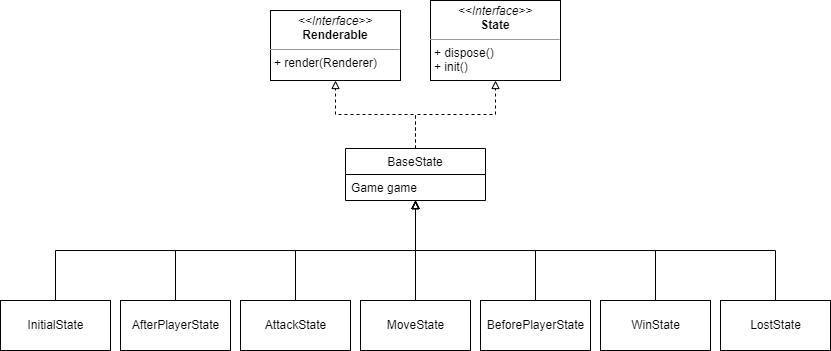 <<Interface>>
Renderable
+ render(Renderer)
<<Interface>>
State
+ dispose()
+ init()
BaseState
Game game
InitialState
AfterPlayerState
AttackState
MoveState
BeforePlayerState
WinState
LostState